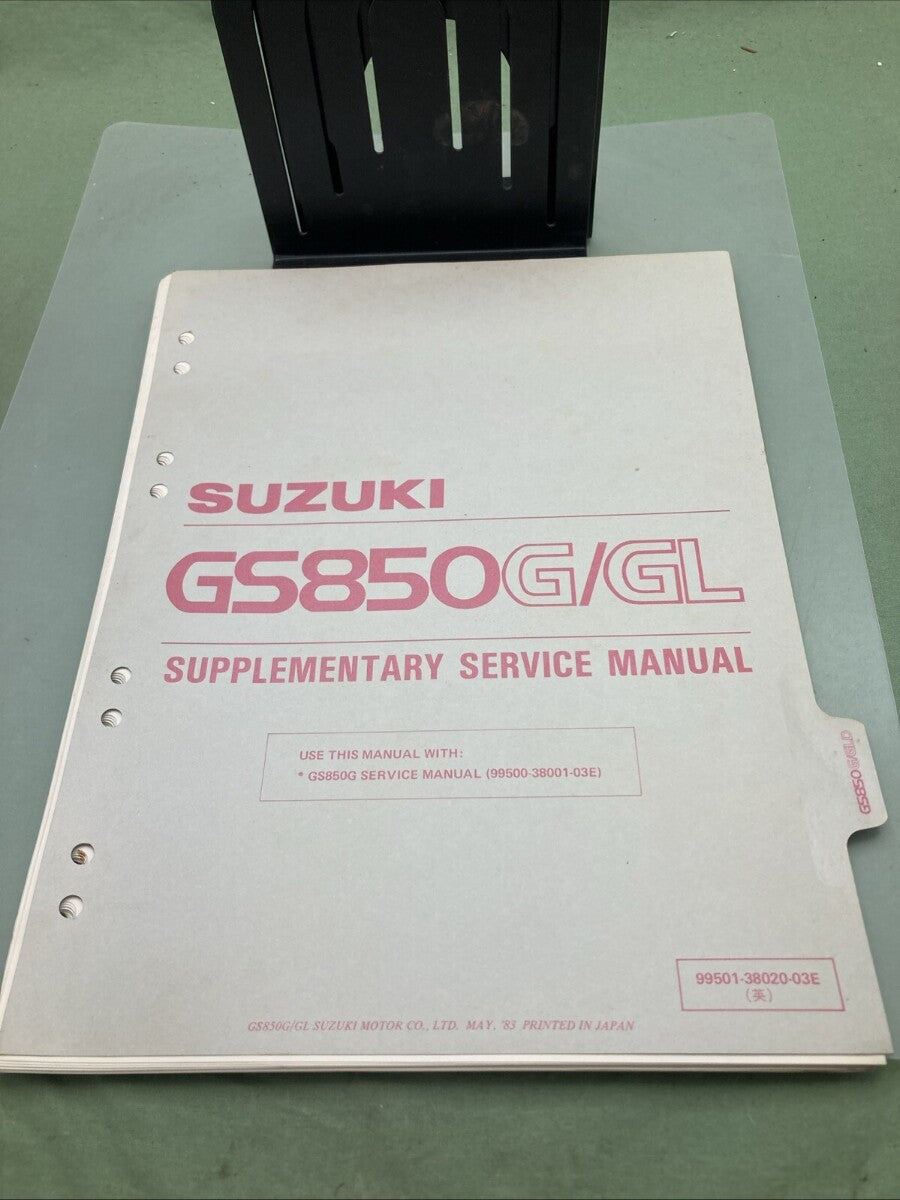 SUZUKI
GS850G/GL
SUPPLEMENTARY SERVICE MANUAL
USE THIS MANUAL WITH:
* GS850G SERVICE MANUAL (99500-38001-03E)
GS850G/GLD
99501-38020-03E
(英)
GS850G/GL SUZUKI MOTOR CO., LTD. MAY, '83 PRINTED IN JAPAN